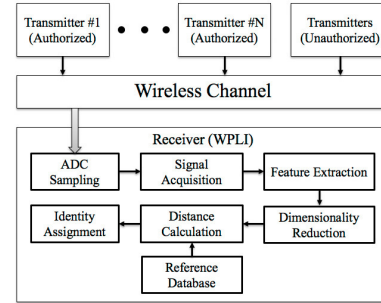 Transmitter #1
(Authorized)
Transmitter #N
(Authorized)
Transmitters
(Unauthorized)
Wireless Channel
Receiver (WPLI)
ADC
Sampling
Signal
Acquisition
Feature Extraction
Identity
Assignment
Distance
Calculation
Dimensionality
Reduction
Reference
Database